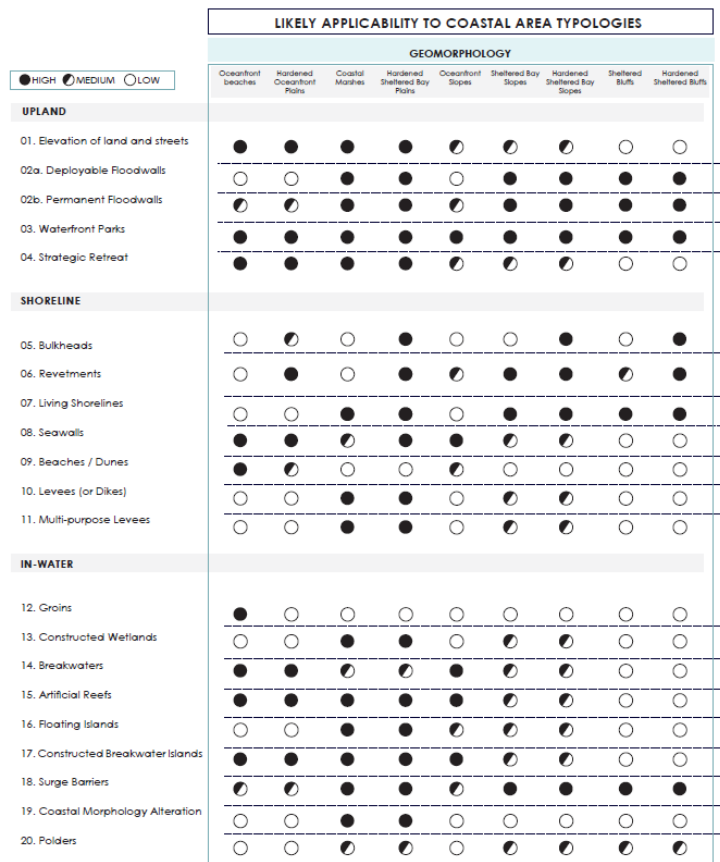 LIKELY APPLICABILITY TO COASTAL AREA TYPOLOGIES
GEOMORPHOLOGY
HIGH MEDIUM LOW
Oceanfront beaches
Hardened Oceanfront Plains
Coastal Marshes
Hardened Sheltered Bay Plains
Oceanfront Slopes
Sheltered Bay Slopes
Hardened Sheltered Bay Slopes
Sheltered Bluffs
Hardened Sheltered Bluffs
UPLAND
01. Elevation of land and streets
02a. Deployable Floodwalls
02b. Permanent Floodwalls
03. Waterfront Parks
04. Strategic Retreat
SHORELINE
05. Bulkheads
06. Revetments
07. Living Shorelines
08. Seawalls
09. Beaches / Dunes
10. Levees (or Dikes)
11. Multi-purpose Levees
IN-WATER
12. Groins
13. Constructed Wetlands
14. Breakwaters
15. Artificial Reefs
16. Floating Islands
17. Constructed Breakwater Islands
18. Surge Barriers
19. Coastal Morphology Alteration
20. Polders